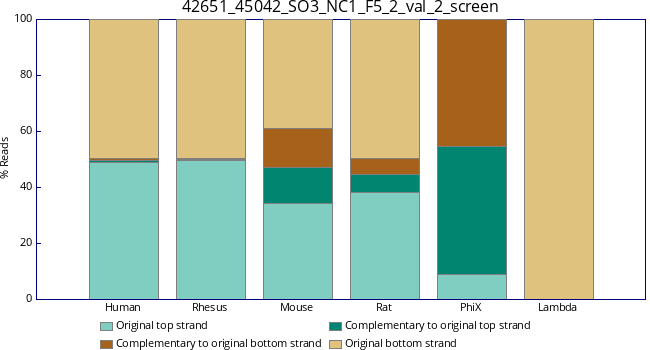 42651_45042_SO3_NC1_F5_2_val_2_screen
100
80
60
40
20
0
% Reads
Human Rhesus Mouse Rat PhiX Lambda
Original top strand Complementary to original top strand
Complementary to original bottom strand Original bottom strand